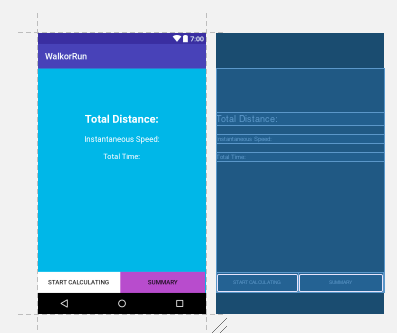 7:00
WalkorRun
Total Distance:
Instantaneous Speed:
Total Time:
START CALCULATING SUMMARY
Total Distance:
Instantaneous Speed:
Total Time:
START CALCULATING SUMMARY